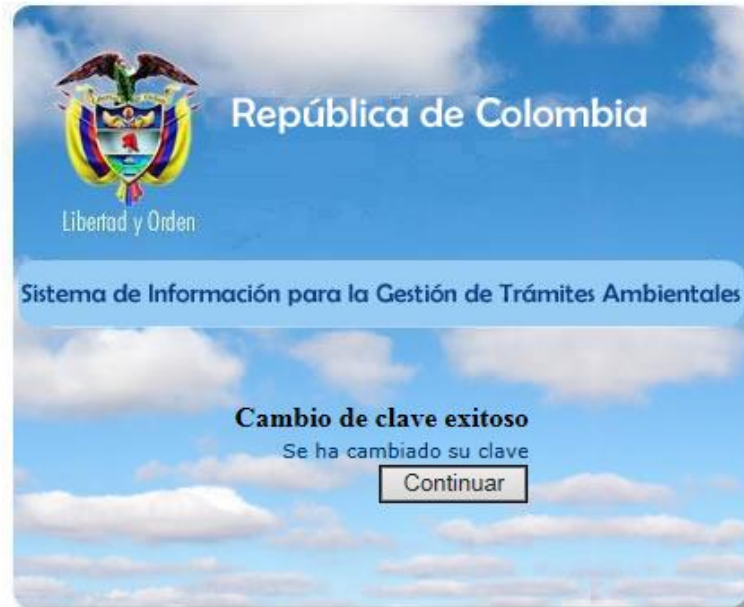 República de Colombia
Libertad y Orden
Sistema de Información para la Gestión de Trámites Ambientales
Cambio de clave exitoso
Se ha cambiado su clave
Continuar